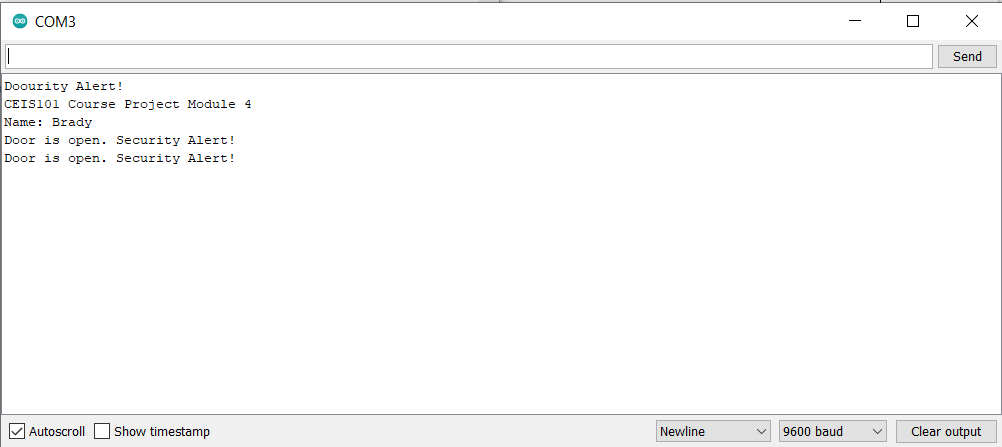 COM3
Send
Doourity Alert!
CEIS101 Course Project Module 4
Name: Brady
Door is open. Security Alert!
Door is open. Security Alert!
Autoscroll Show timestamp Newline 9600 baud Clear output